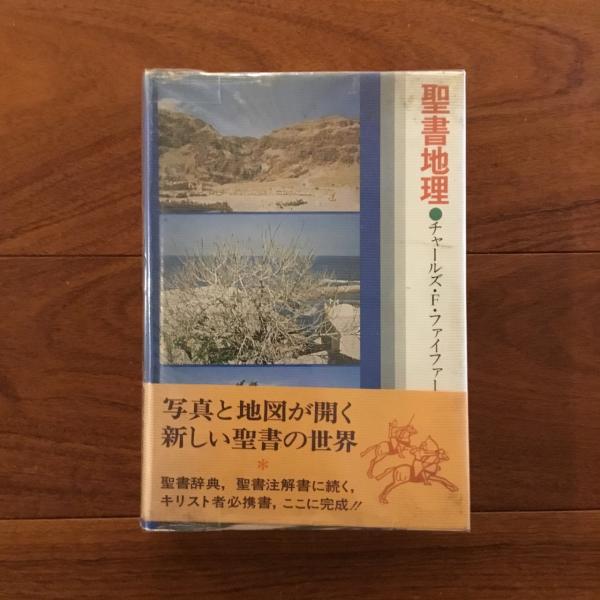 聖書地理
●チャールズ・F・ファイファー
写真と地図が開く
新しい聖書の世界
*
聖書辞典，聖書注解書に続く，
キリスト者必携書，ここに完成!!